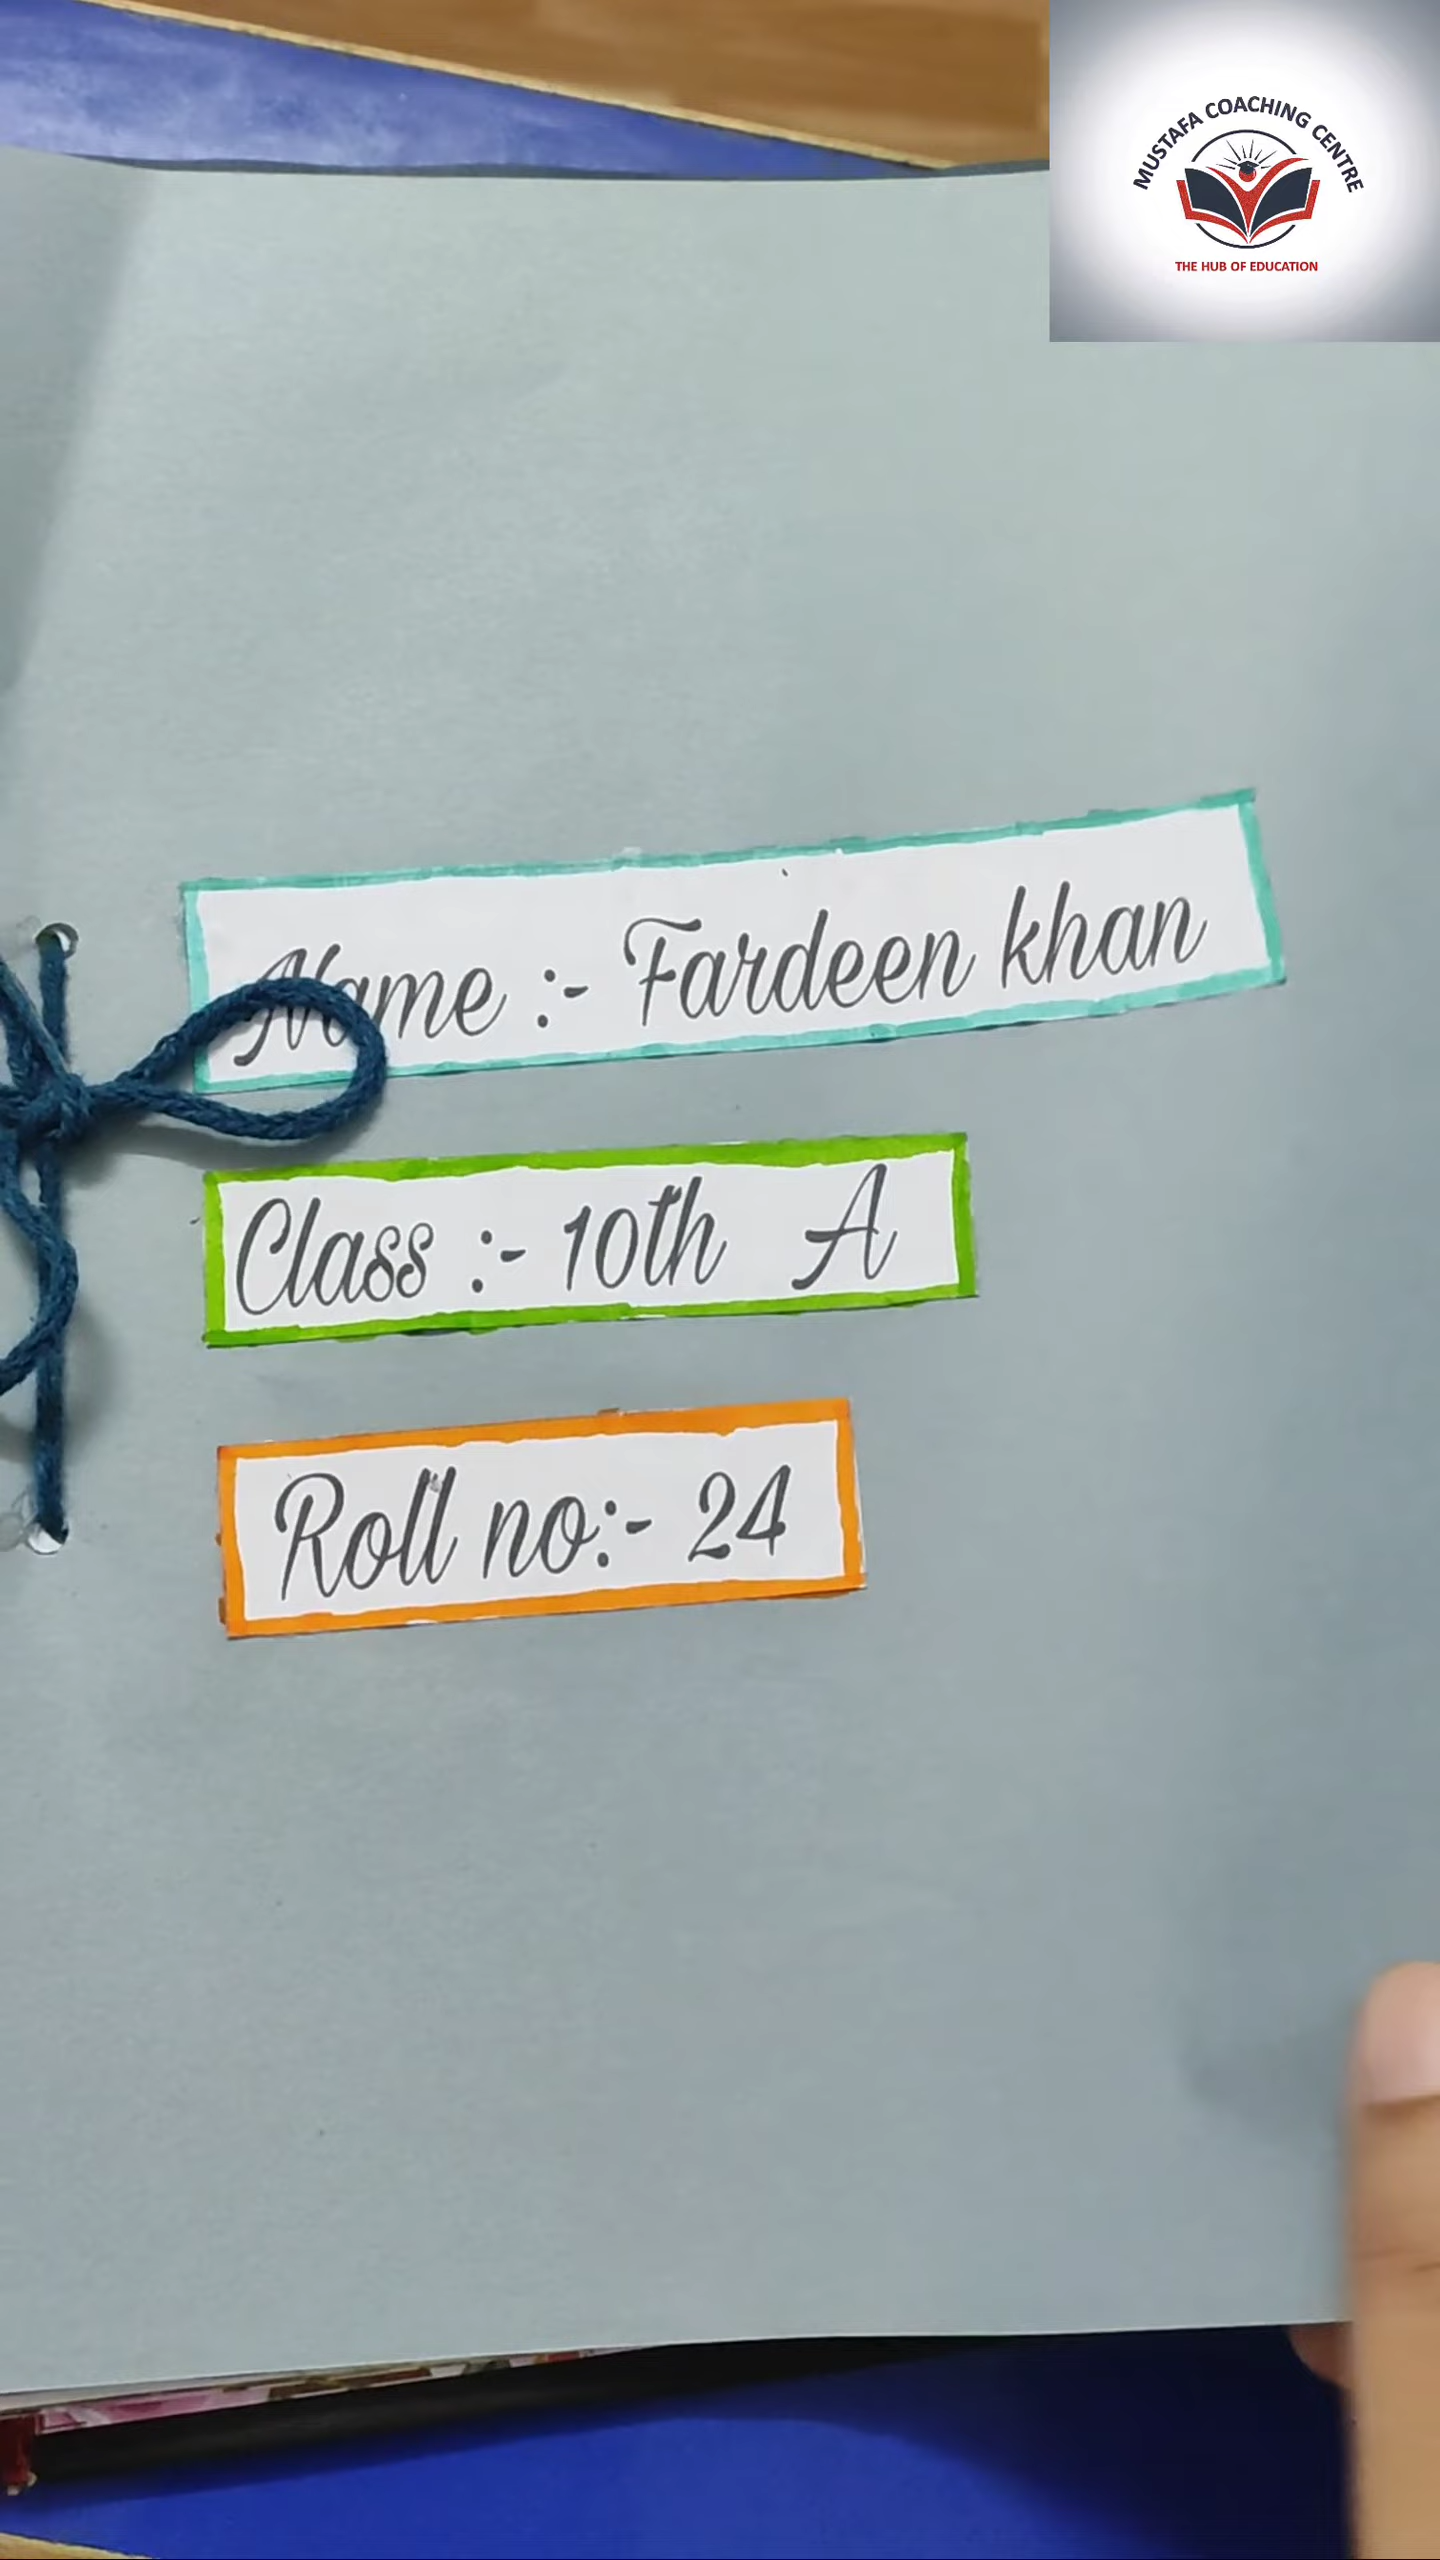 MUSTAFA COACHING CENTRE
THE HUB OF EDUCATION
Name :- Fardeen khan
Class :- 10th A
Roll no:- 24